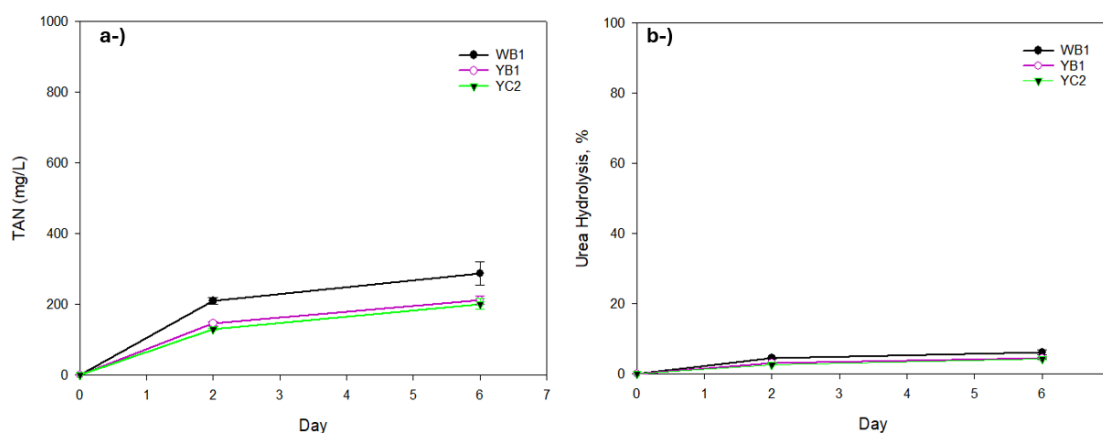 a-)
WB1
YB1
YC2
1000
800
600
400
200
0
TAN (mg/L)
0 1 2 3 4 5 6 7
Day
b-)
WB1
YB1
YC2
100
80
60
40
20
0
Urea Hydrolysis, %
0 1 2 3 4 5 6
Day